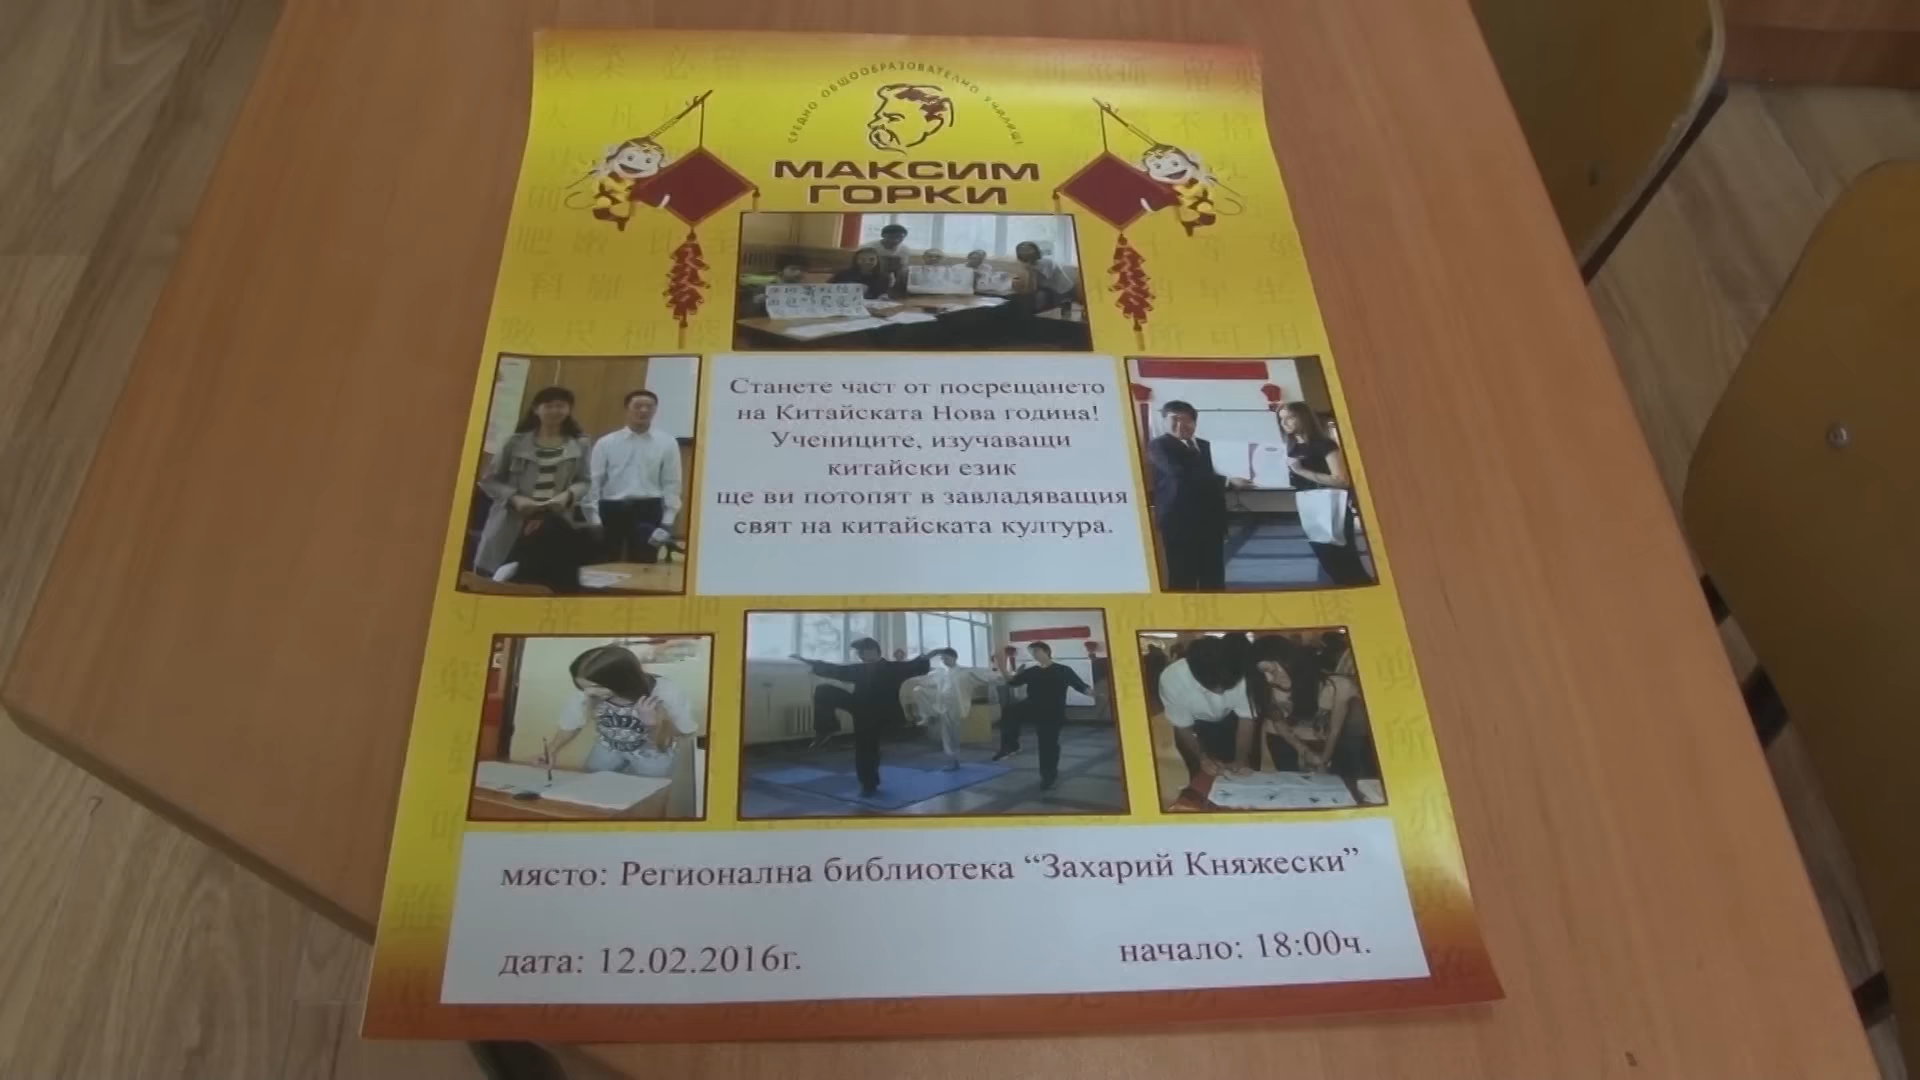 СРЕДНО ОБЩООБРАЗОВАТЕЛНО УЧИЛИЩЕ
МАКСИМ
ГОРКИ
Станете част от посрещането
на Китайската Нова година!
Учениците, изучаващи
китайски език
ще ви потопят в завладяващия
свят на китайската култура.
място: Регионална библиотека “Захарий Княжески”
дата: 12.02.2016г.
начало: 18:00ч.